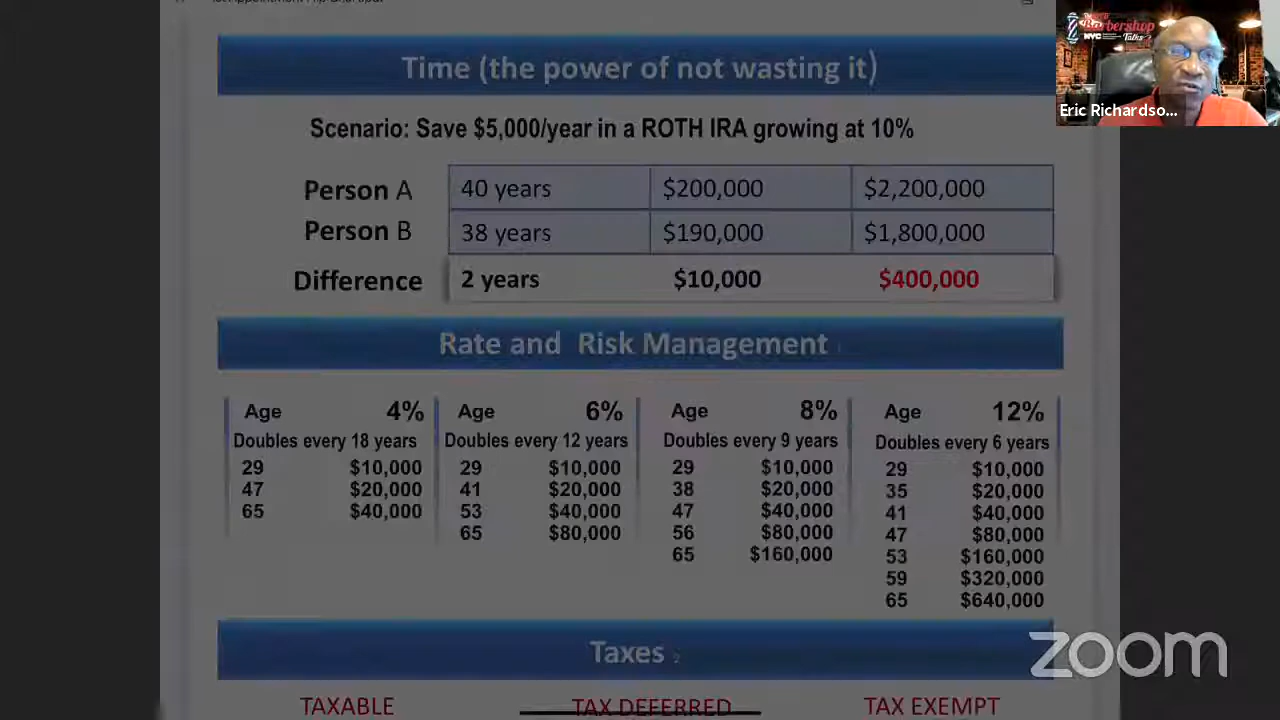 Time (the power of not wasting it)
Scenario: Save $5,000/year in a ROTH IRA growing at 10%
Person A 40 years $200,000 $2,200,000
Person B 38 years $190,000 $1,800,000
Difference 2 years $10,000 $400,000
Rate and Risk Management
Age 4% Age 6% Age 8% Age 12%
Doubles every 18 years Doubles every 12 years Doubles every 9 years Doubles every 6 years
29 $10,000 29 $10,000 29 $10,000 29 $10,000
47 $20,000 41 $20,000 38 $20,000 35 $20,000
65 $40,000 53 $40,000 47 $40,000 41 $40,000
65 $80,000 56 $80,000 47 $80,000
65 $160,000 53 $160,000
59 $320,000
65 $640,000
Taxes 2
TAXABLE TAX DEFERRED TAX EXEMPT
Barbershop
NYC Talks
Eric Richardso...
zoom